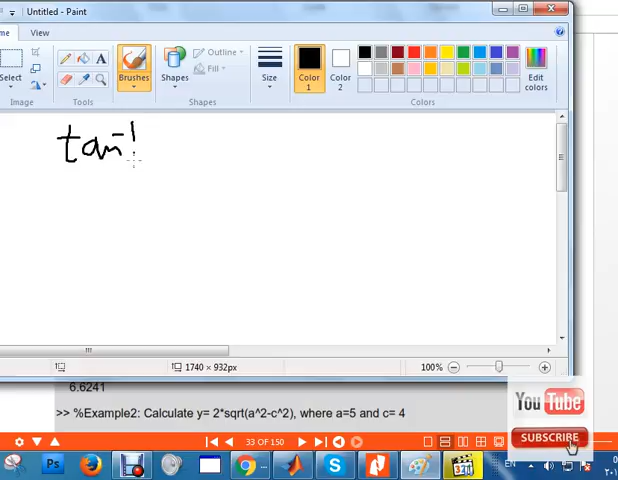 Untitled - Paint
me View
Select
Image
Tools
Brushes
Shapes
Outline
Fill
Shapes
Size
Color 1
Color 2
Edit colors
Colors
tan⁻¹
1740 × 932px
100%
6.6241
>> %Example2: Calculate y= 2*sqrt(a^2-c^2), where a=5 and c= 4
You Tube
SUBSCRIBE
33 OF 150
EN